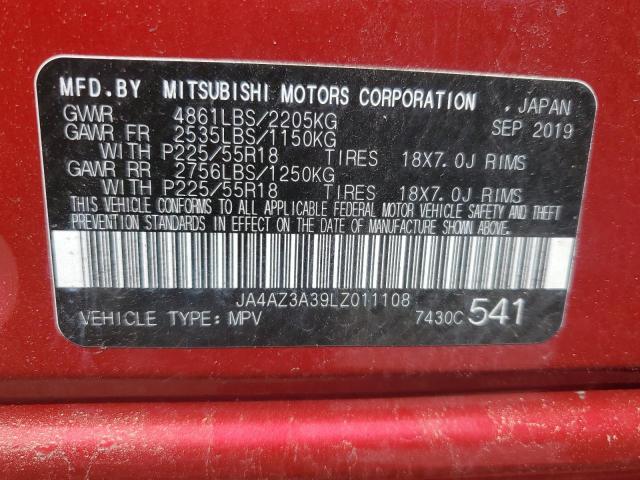 MFD.BY MITSUBISHI MOTORS CORPORATION , JAPAN
GVWR 4861LBS/2205KG SEP 2019
GAWR FR 2535LBS/1150KG
WITH P225/55R18 TIRES 18X7.0J RIMS
GAWR RR 2756LBS/1250KG
WITH P225/55R18 TIRES 18X7.0J RIMS
THIS VEHICLE CONFORMS TO ALL APPLICABLE FEDERAL MOTOR VEHICLE SAFETY AND THEFT
PREVENTION STANDARDS IN EFFECT ON THE DATE OF MANUFACTURE SHOWN ABOVE.
JA4AZ3A39LZ011108
VEHICLE TYPE: MPV 7430C 541